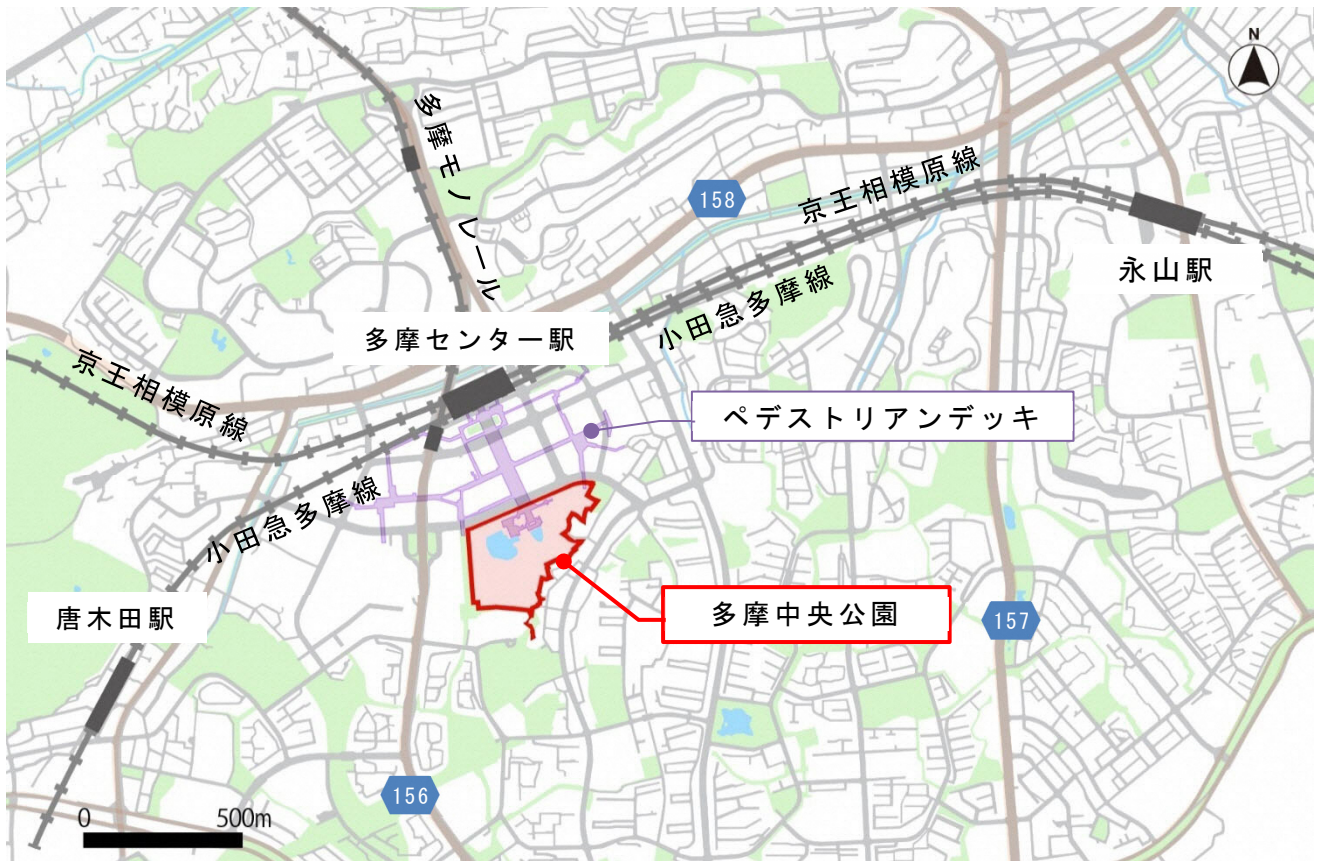 N
多摩モノレール
158
京王相模原線
永山駅
小田急多摩線
多摩センター駅
京王相模原線
ペデストリアンデッキ
小田急多摩線
多摩中央公園
唐木田駅
157
156
0 500m